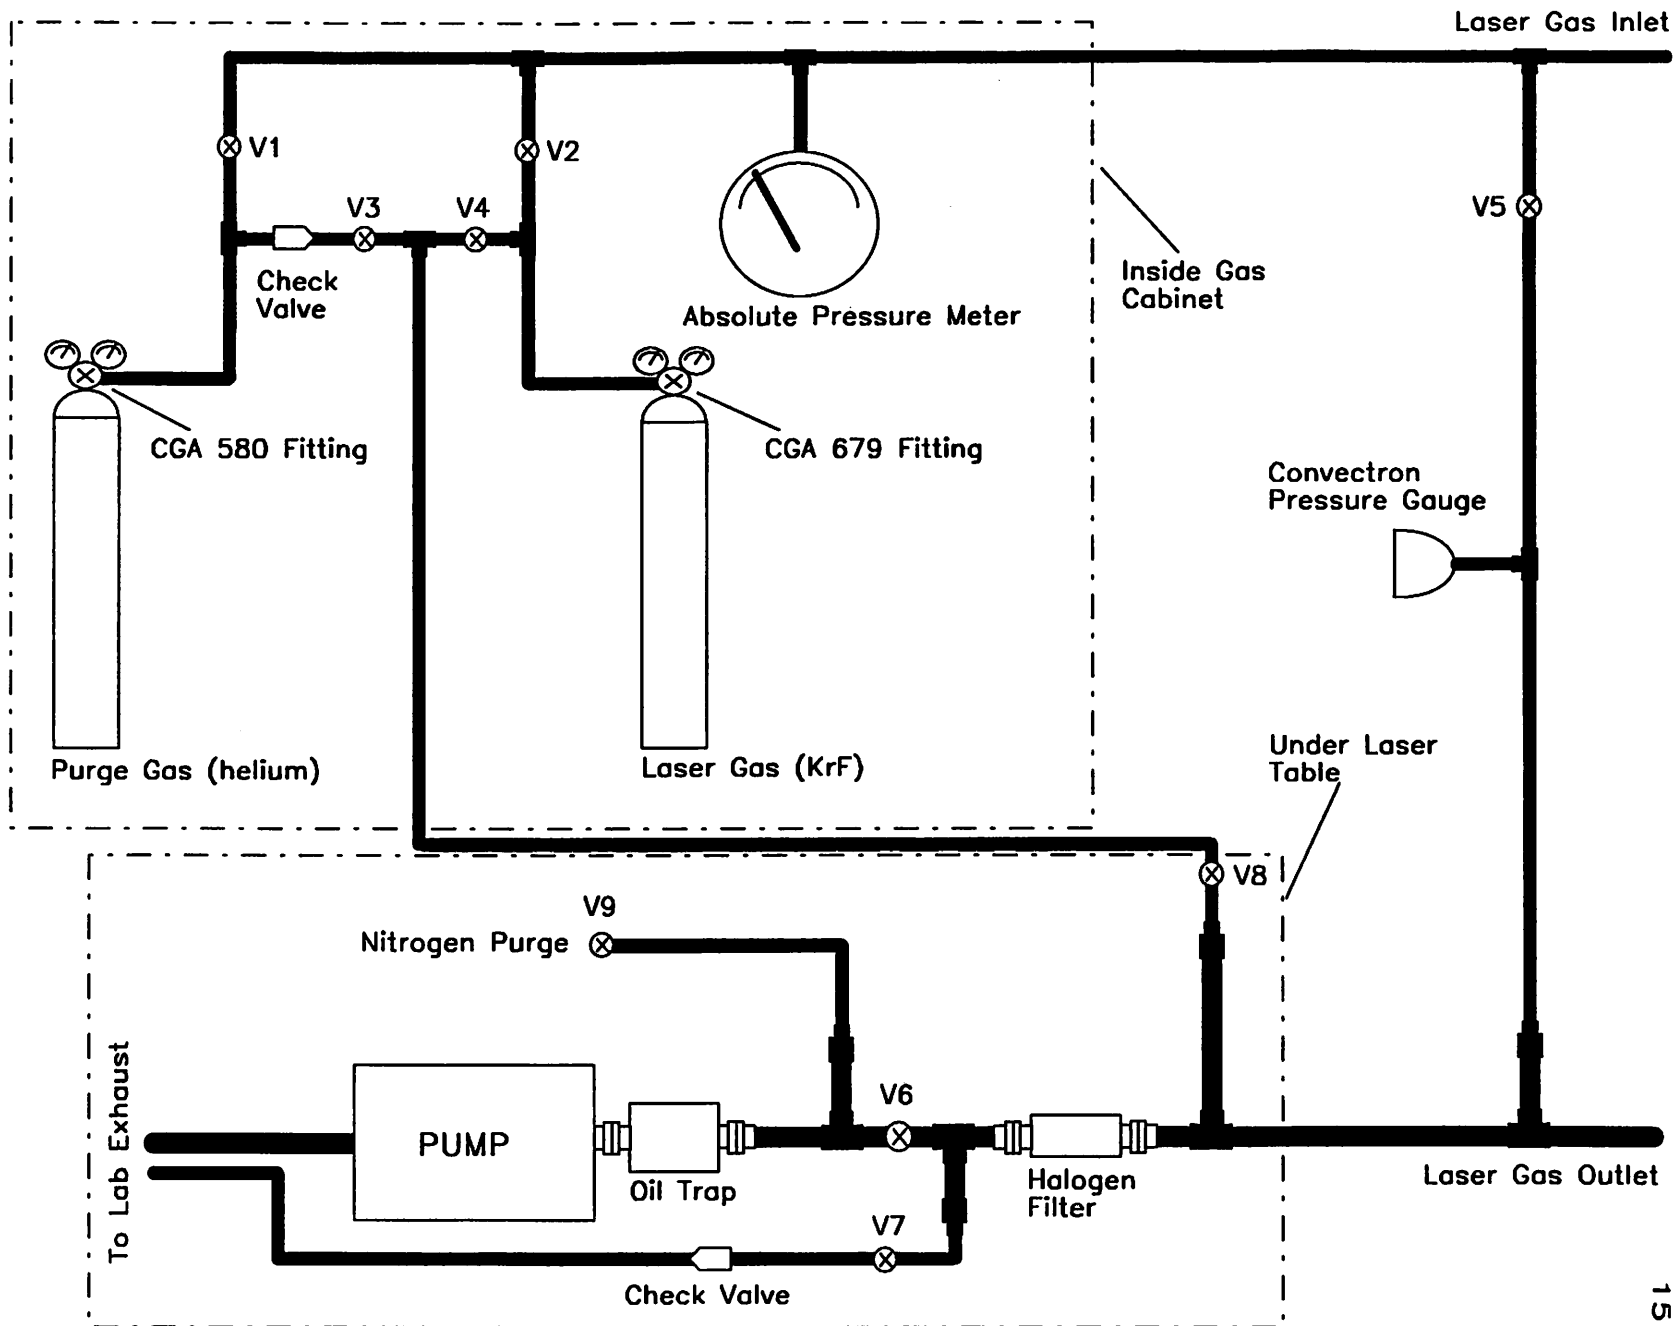 Laser Gas Inlet
V1
V2
V3
V4
V5
Check
Valve
Absolute Pressure Meter
Inside Gas
Cabinet
CGA 580 Fitting
CGA 679 Fitting
Convectron
Pressure Gauge
Purge Gas (helium)
Laser Gas (KrF)
Under Laser
Table
V8
V9
Nitrogen Purge
To Lab Exhaust
PUMP
Oil Trap
V6
Halogen
Filter
Laser Gas Outlet
V7
Check Valve
15